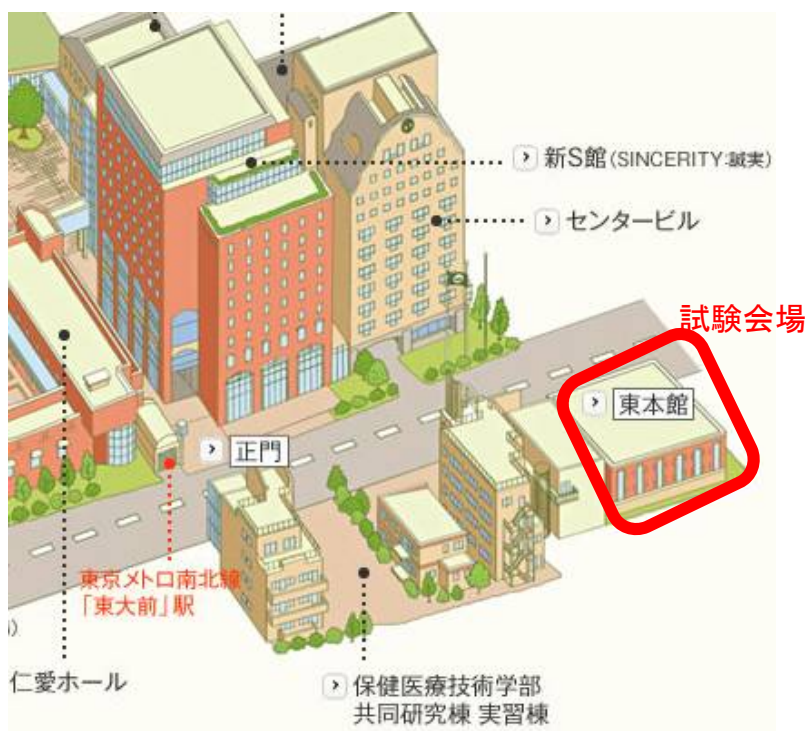 新S館(SINCERITY:誠実)
センタービル
試験会場
東本館
正門
東京メトロ南北線
「東大前」駅
仁愛ホール
保健医療技術学部
共同研究棟 実習棟